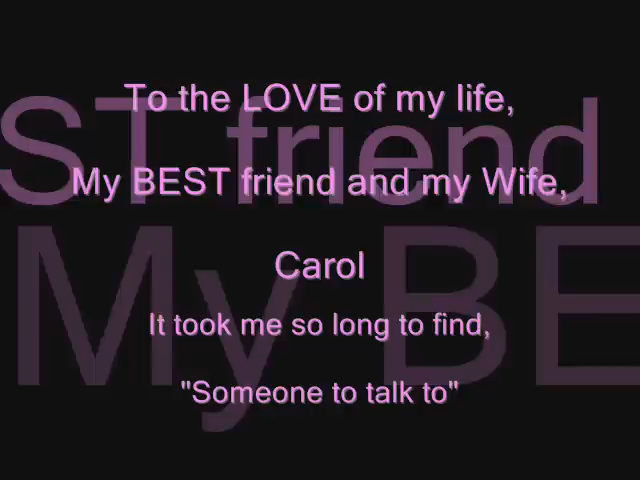 To the LOVE of my life,
ST friend
My BEST friend and my Wife,
Carol
My BE
It took me so long to find,
"Someone to talk to"